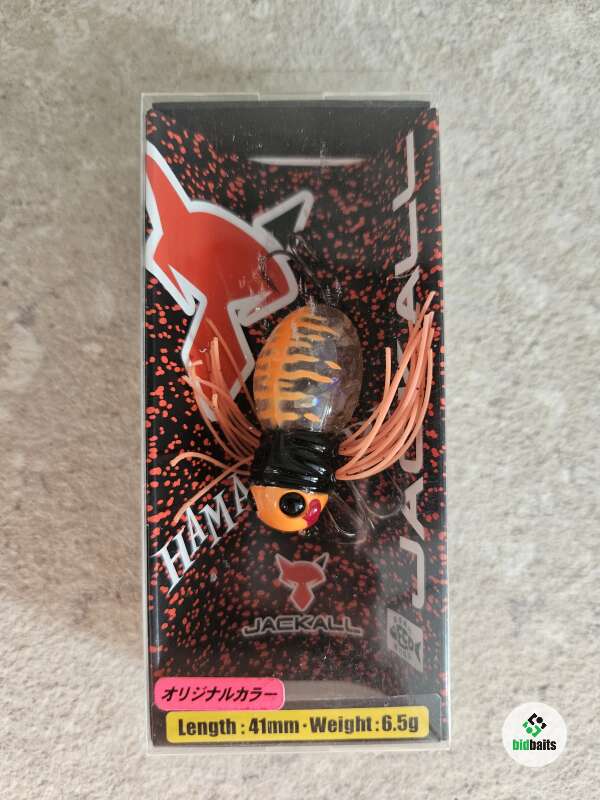 JACKALL
HAMA
JACKALL
オリジナルカラー
Length : 41mm・Weight : 6.5g
bidbaits